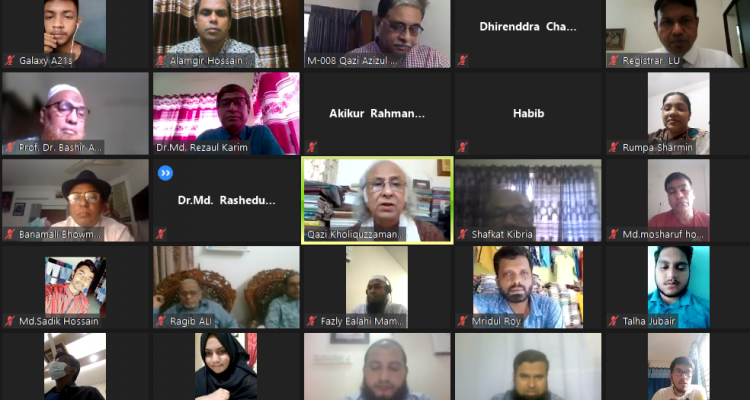 Galaxy A21s
Alamgir Hossain
M-008 Qazi Azizul ...
Dhirenddra Cha...
Registrar, LU
Prof. Dr. Bashir A...
Dr.Md. Rezaul Karim
Akikur Rahman...
Habib
Rumpa Sharmin
Banamali Bhowm...
Dr.Md. Rashedu...
Qazi Kholiquzzaman...
Shafkat Kibria
Md.mosharuf ho...
Md.Sadik Hossain
Ragib ALI
Fazly Ealahi Mam...
Mridul Roy
Talha Jubair